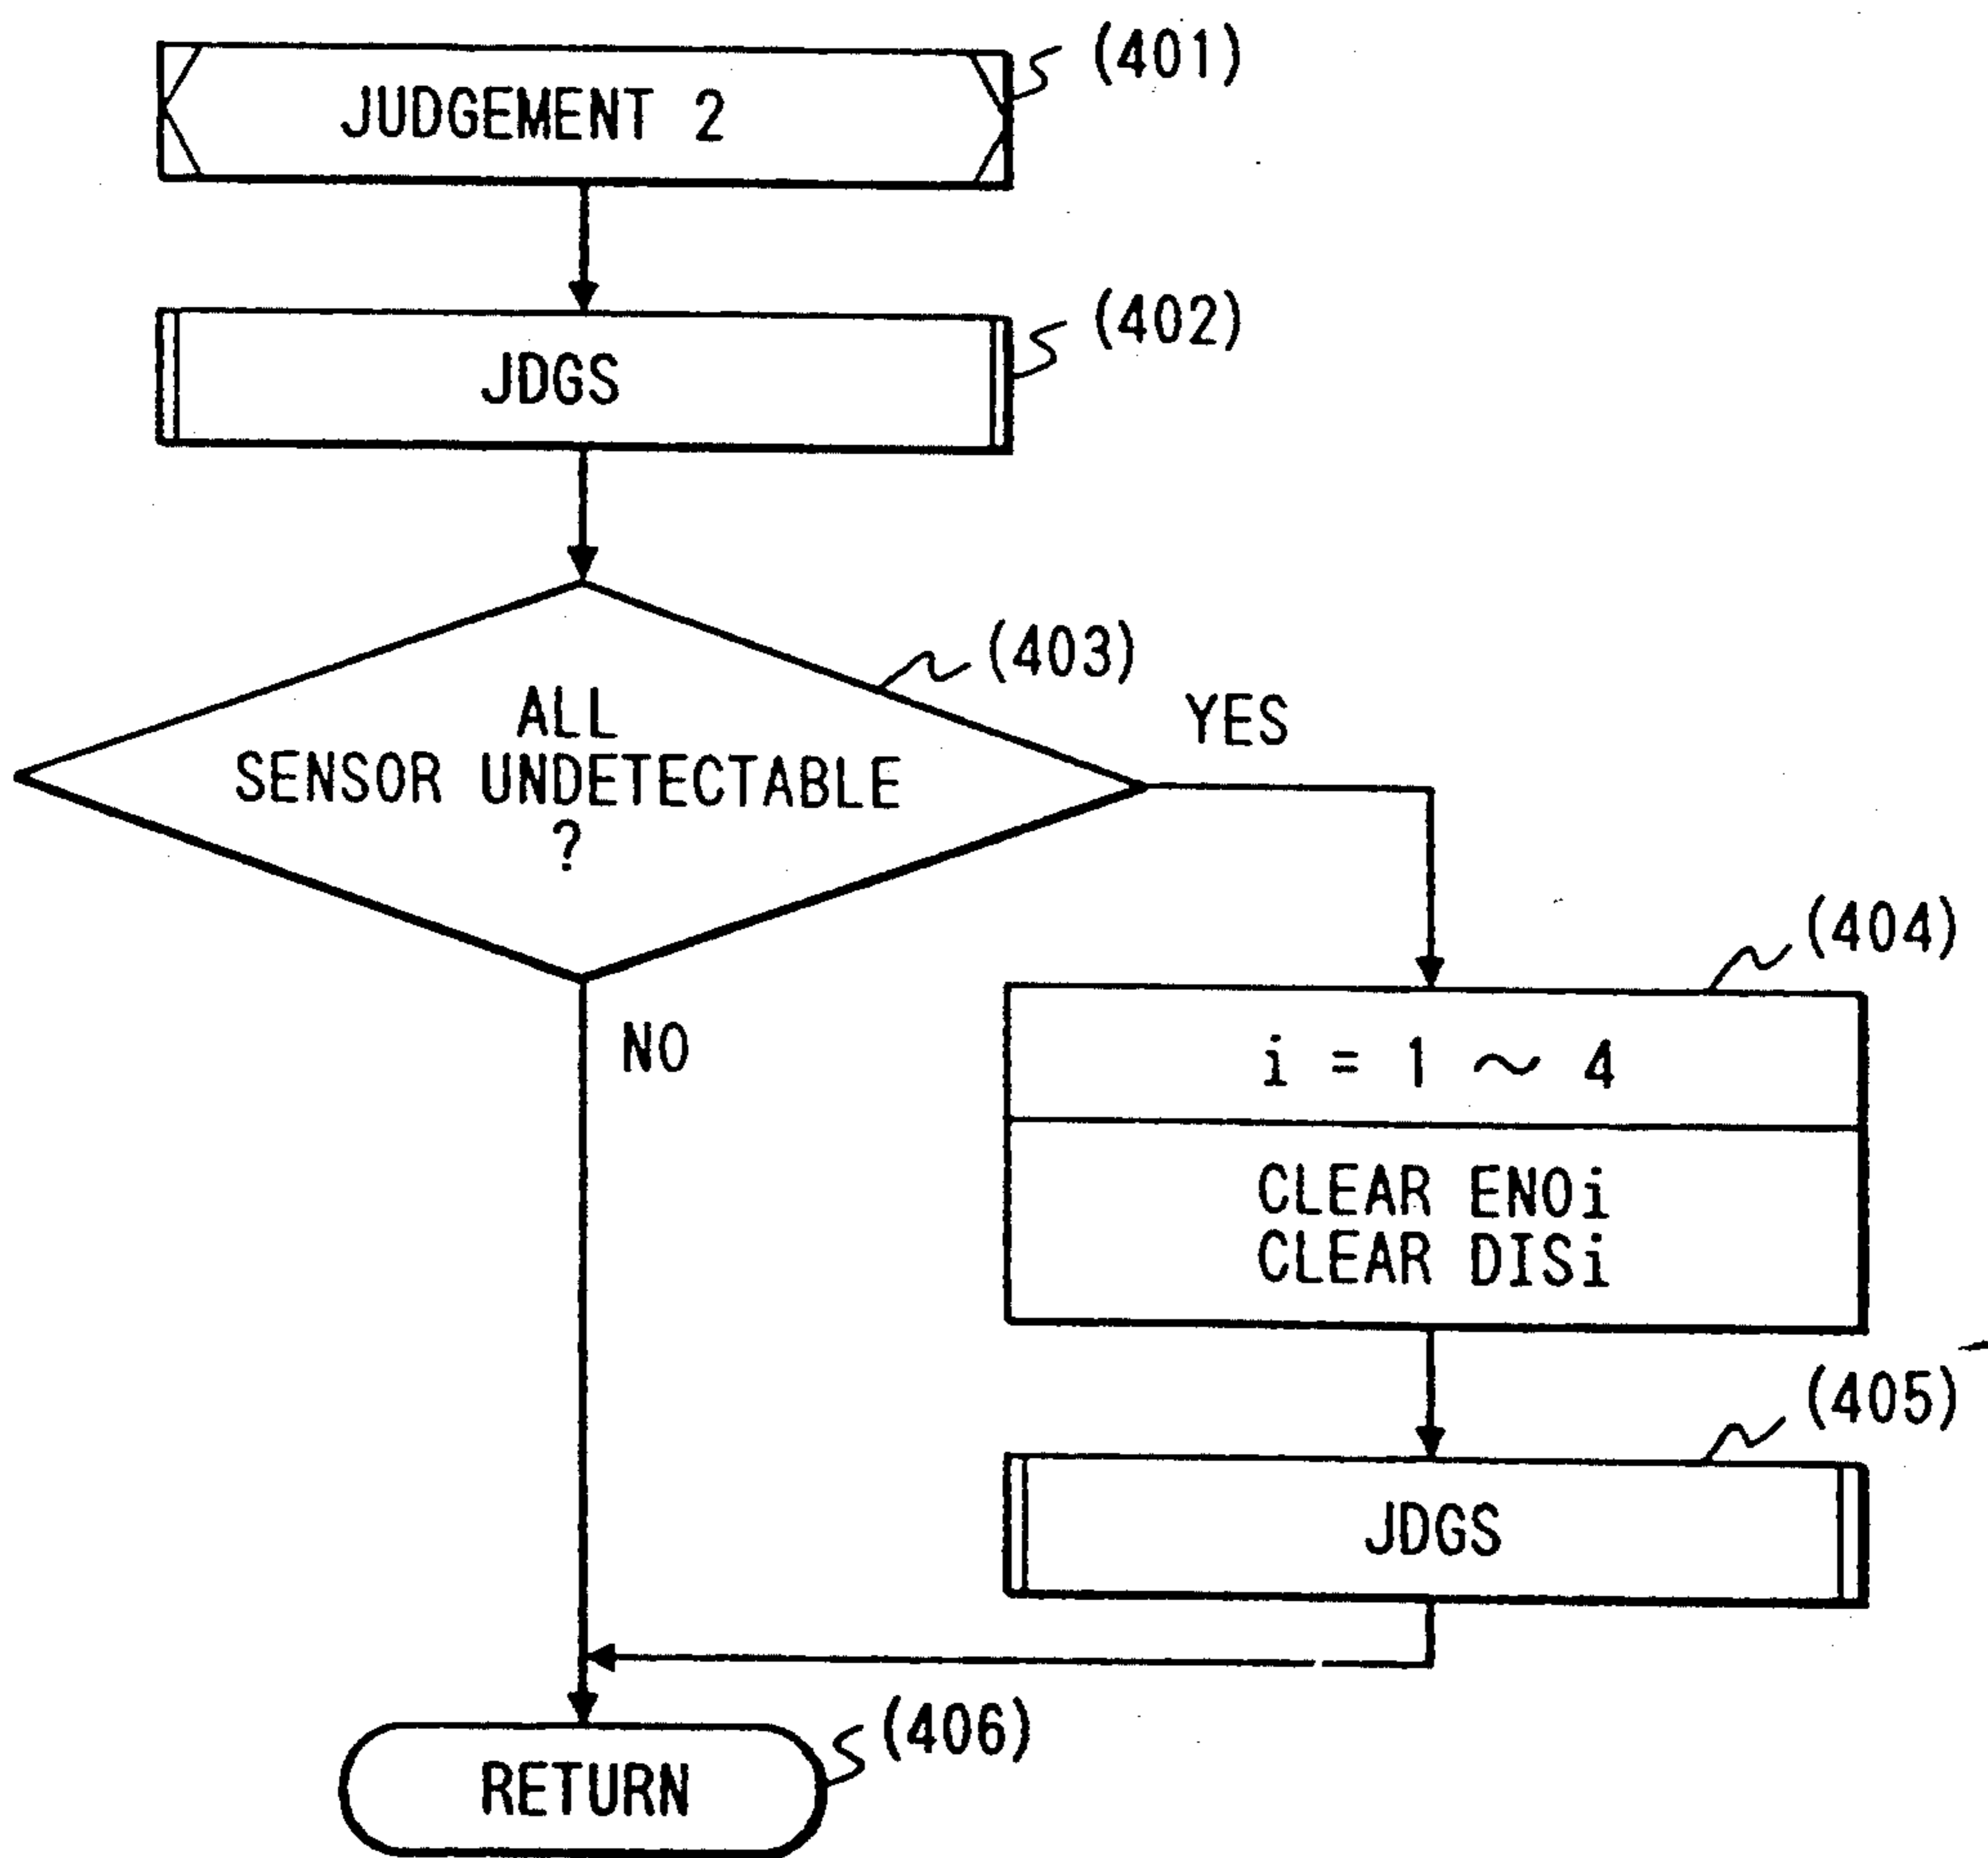 (401)
JUDGEMENT 2
(402)
JDGS
(403)
ALL
SENSOR UNDETECTABLE
?
YES
NO
(404)
i = 1 ～ 4
CLEAR ENOi
CLEAR DISi
(405)
JDGS
(406)
RETURN